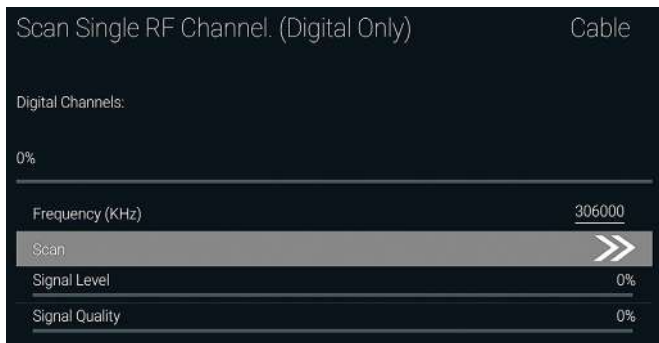 Scan Single RF Channel. (Digital Only) Cable
Digital Channels:
0%
Frequency (KHz) 306000
Scan
Signal Level 0%
Signal Quality 0%